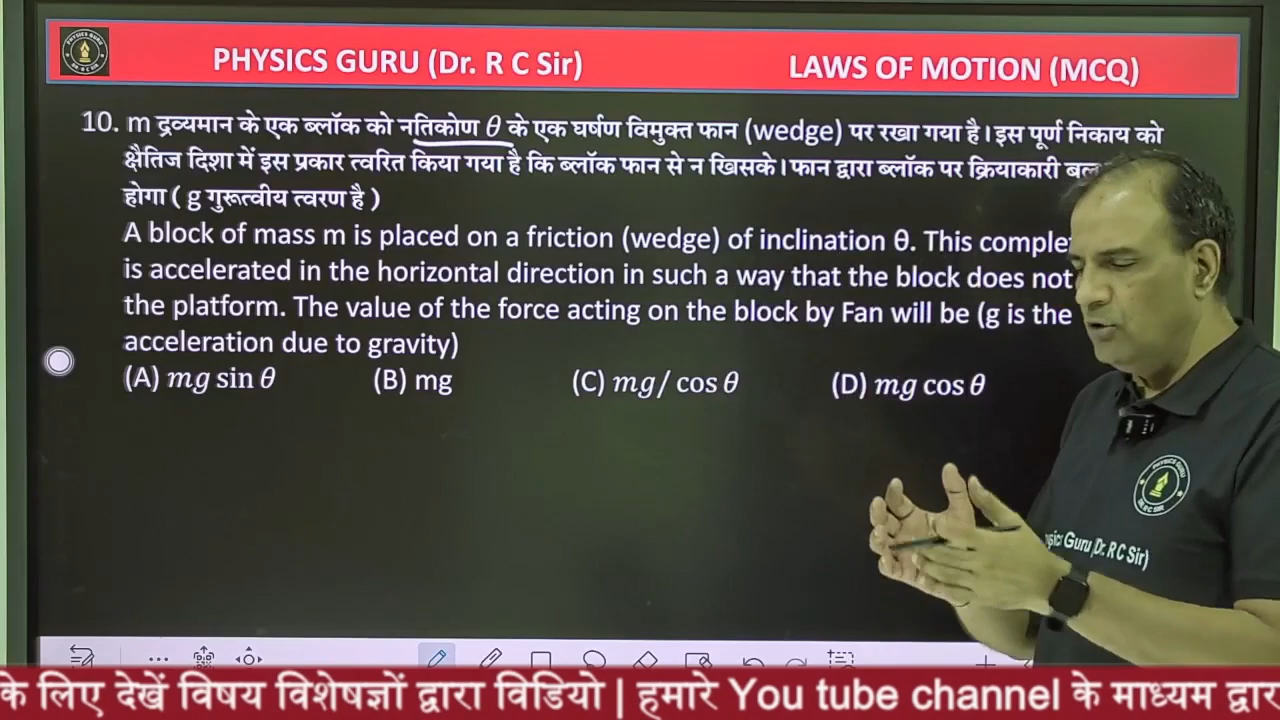 PHYSICS GURU (Dr. R C Sir)
LAWS OF MOTION (MCQ)
10. m द्रव्यमान के एक ब्लॉक को नतिकोण θ के एक घर्षण विमुक्त फान (wedge) पर रखा गया है। इस पूर्ण निकाय को
क्षैतिज दिशा में इस प्रकार त्वरित किया गया है कि ब्लॉक फान से न खिसके। फान द्वारा ब्लॉक पर क्रियाकारी बल
होगा ( g गुरूत्वीय त्वरण है )
A block of mass m is placed on a friction (wedge) of inclination θ. This
is accelerated in the horizontal direction in such a way that the block does not
the platform. The value of the force acting on the block by Fan will be (g is the
acceleration due to gravity)
(A) mg sin θ (B) mg (C) mg/ cos θ (D) mg cos θ
PHYSICS GURU
Guru (Dr. R C Sir)
के लिए देखें विषय विशेषज्ञों द्वारा विडियो | हमारे You tube channel के माध्यम